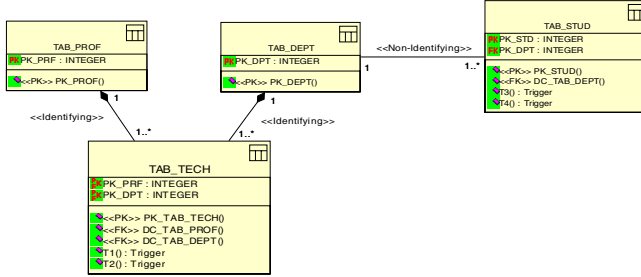 TAB_PROF
PK PK_PRF : INTEGER
<<PK>> PK_PROF()
TAB_DEPT
PK PK_DPT : INTEGER
<<PK>> PK_DEPT()
<<Non-Identifying>>
1
1..*
TAB_STUD
PK PK_STD : INTEGER
FK PK_DPT : INTEGER
<<PK>> PK_STUD()
<<FK>> DC_TAB_DEPT()
T3() : Trigger
T4() : Trigger
1
<<Identifying>>
1..*
1
<<Identifying>>
1..*
TAB_TECH
PK_PRF : INTEGER
PK_DPT : INTEGER
<<PK>> PK_TAB_TECH()
<<FK>> DC_TAB_PROF()
<<FK>> DC_TAB_DEPT()
T1() : Trigger
T2() : Trigger